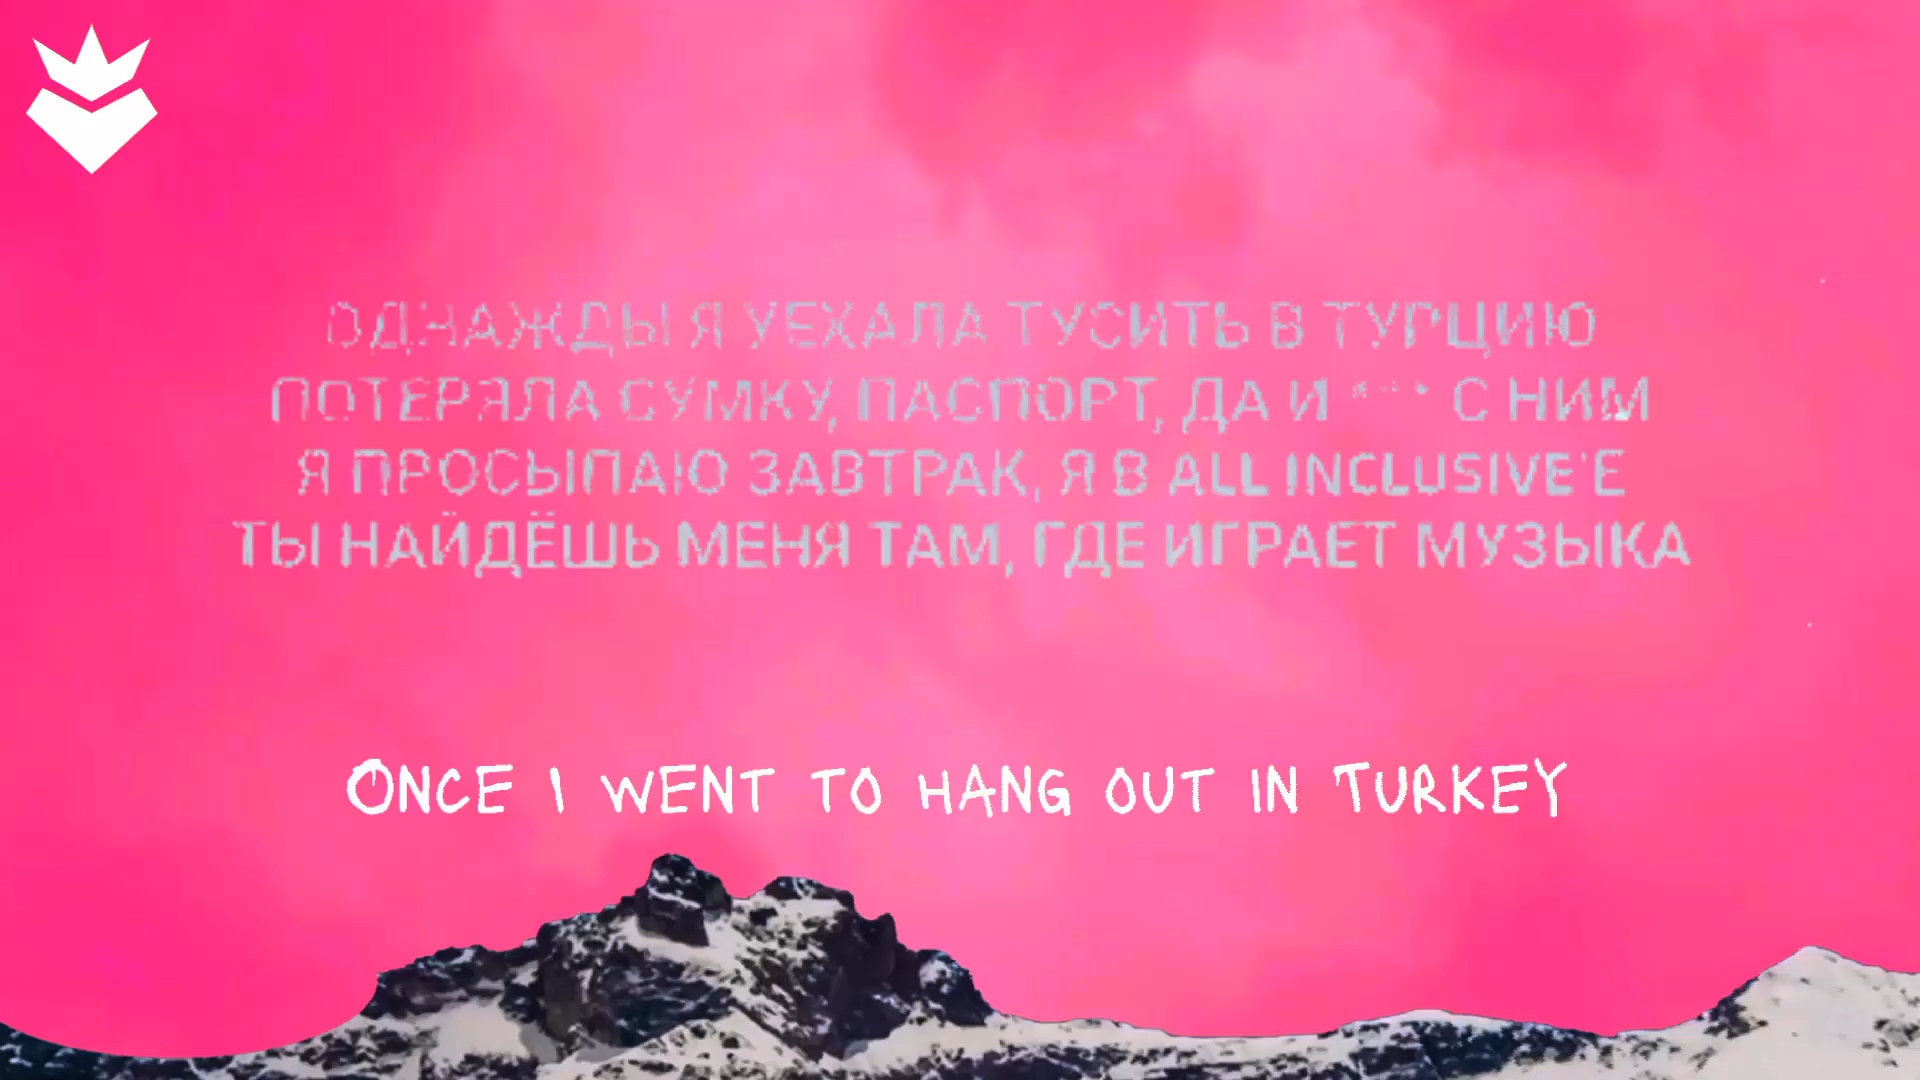 ОДНАЖДЫ Я УЕХАЛА ТУСИТЬ В ТУРЦИЮ
ПОТЕРЯЛА СУМКУ, ПАСПОРТ, ДА И *** С НИМ
Я ПРОСЫПАЮ ЗАВТРАК, Я В ALL INCLUSIVE'Е
ТЫ НАЙДЁШЬ МЕНЯ ТАМ, ГДЕ ИГРАЕТ МУЗЫКА
ONCE I WENT TO HANG OUT IN TURKEY